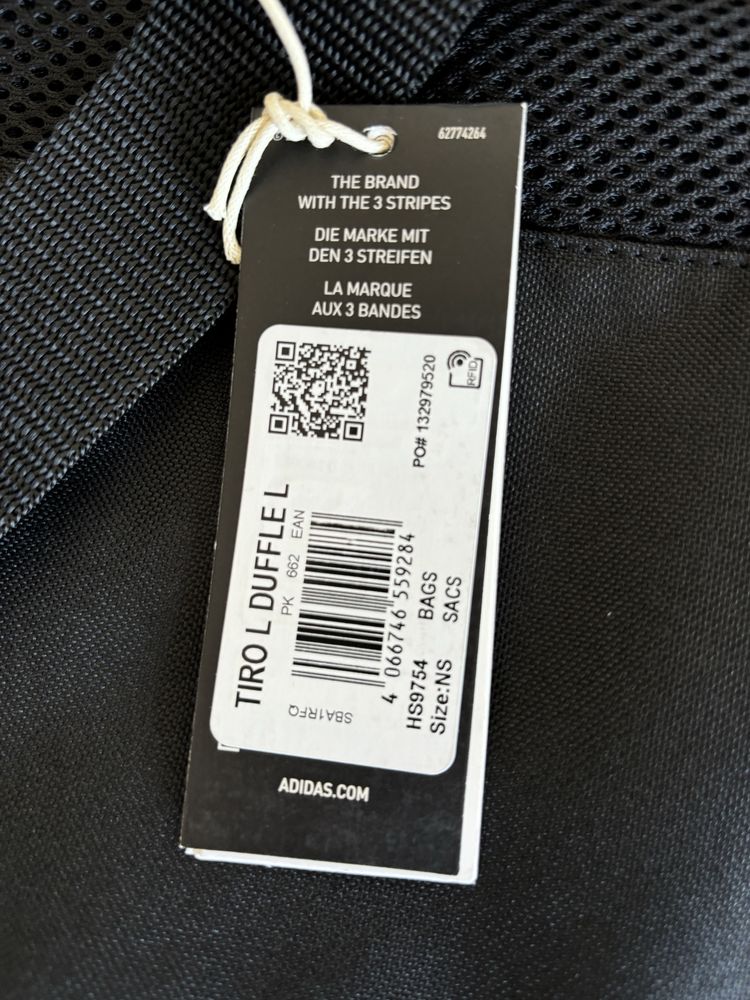 62774264
THE BRAND
WITH THE 3 STRIPES
DIE MARKE MIT
DEN 3 STREIFEN
LA MARQUE
AUX 3 BANDES
RFID
PO# 132979520
TIRO L DUFFLE L
PK 662 EAN
4 066746 559284
HS9754 BAGS
Size:NS SACS
SBA1RFQ
ADIDAS.COM